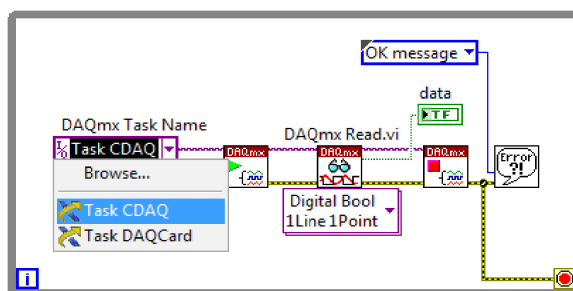 OK message
data
TF
DAQmx Task Name
I/O Task CDAQ
DAQmx Read.vi
DAQmx
DAQmx
DAQmx
Error
?!
Browse...
Task CDAQ
Task DAQCard
Digital Bool
1Line 1Point
i